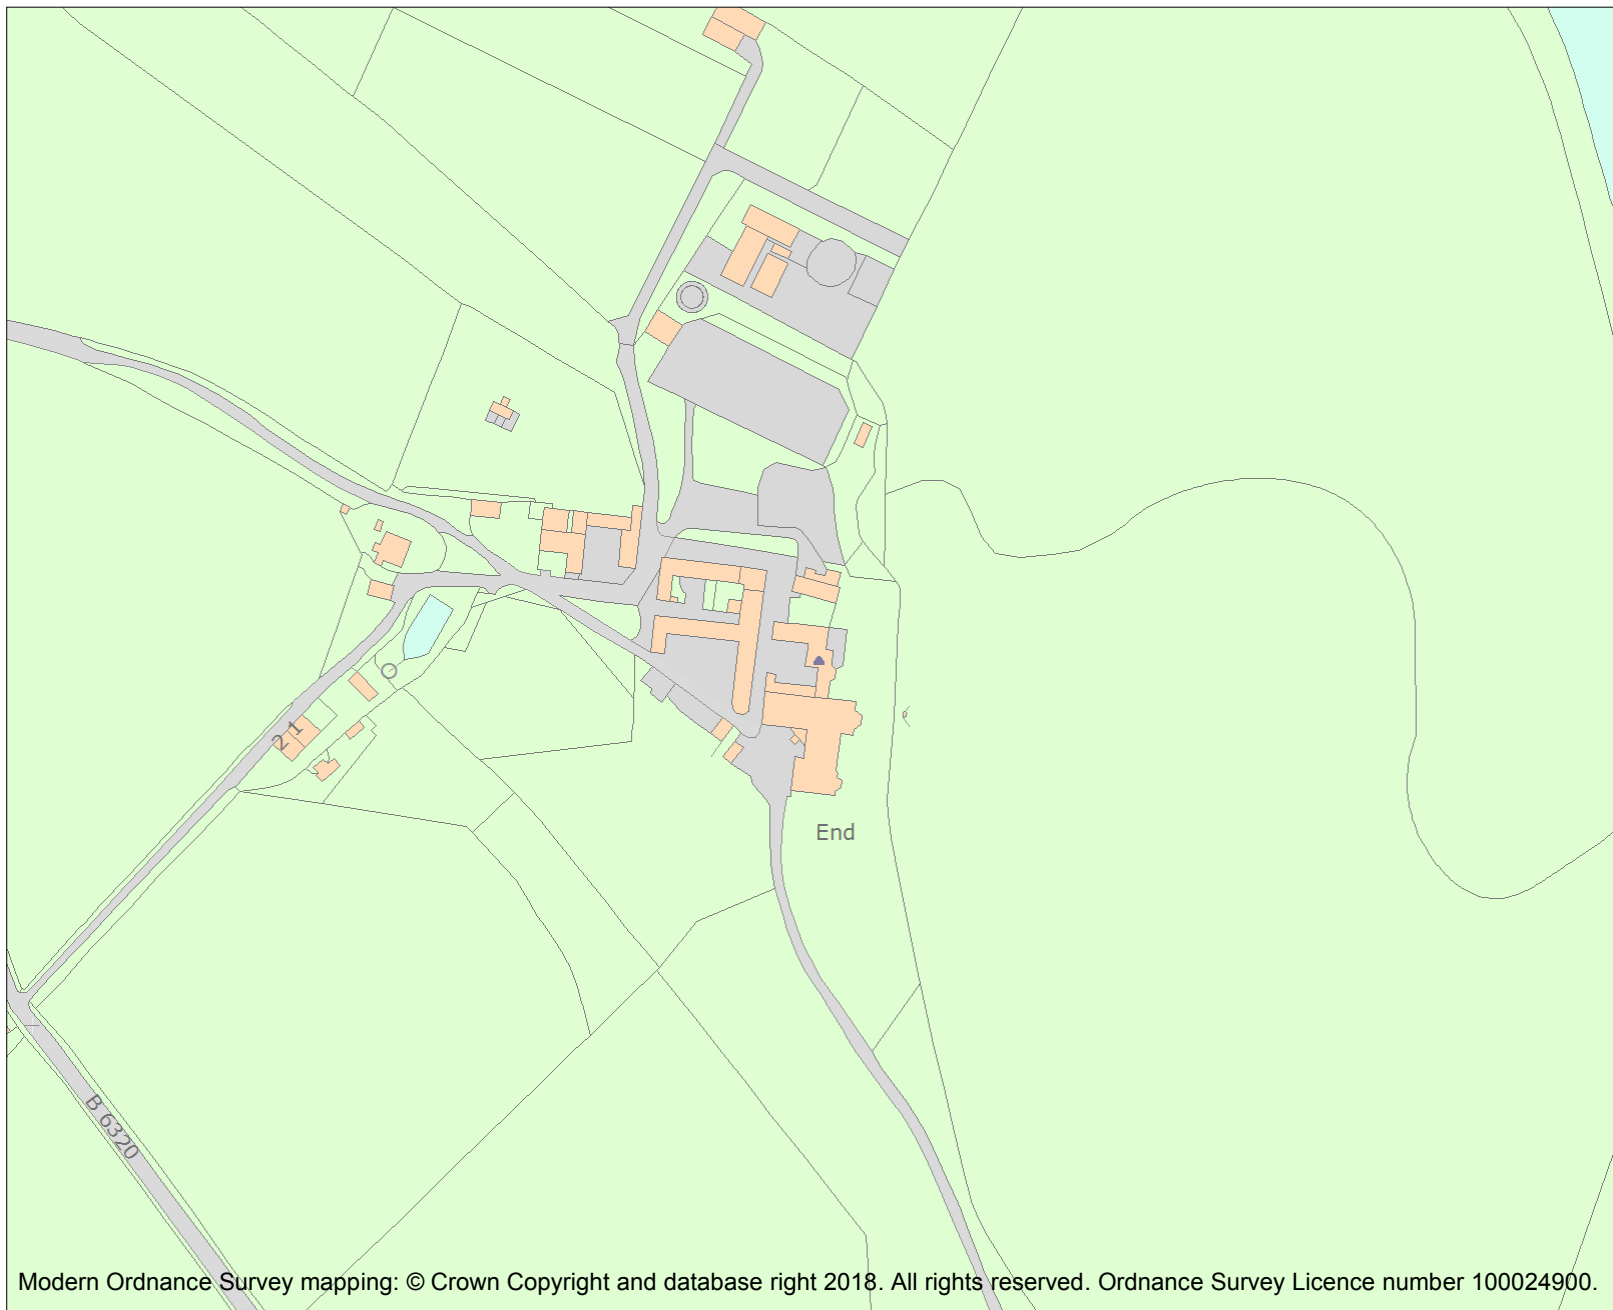 2 1
End
B 6320
Modern Ordnance Survey mapping: © Crown Copyright and database right 2018. All rights reserved. Ordnance Survey Licence number 100024900.